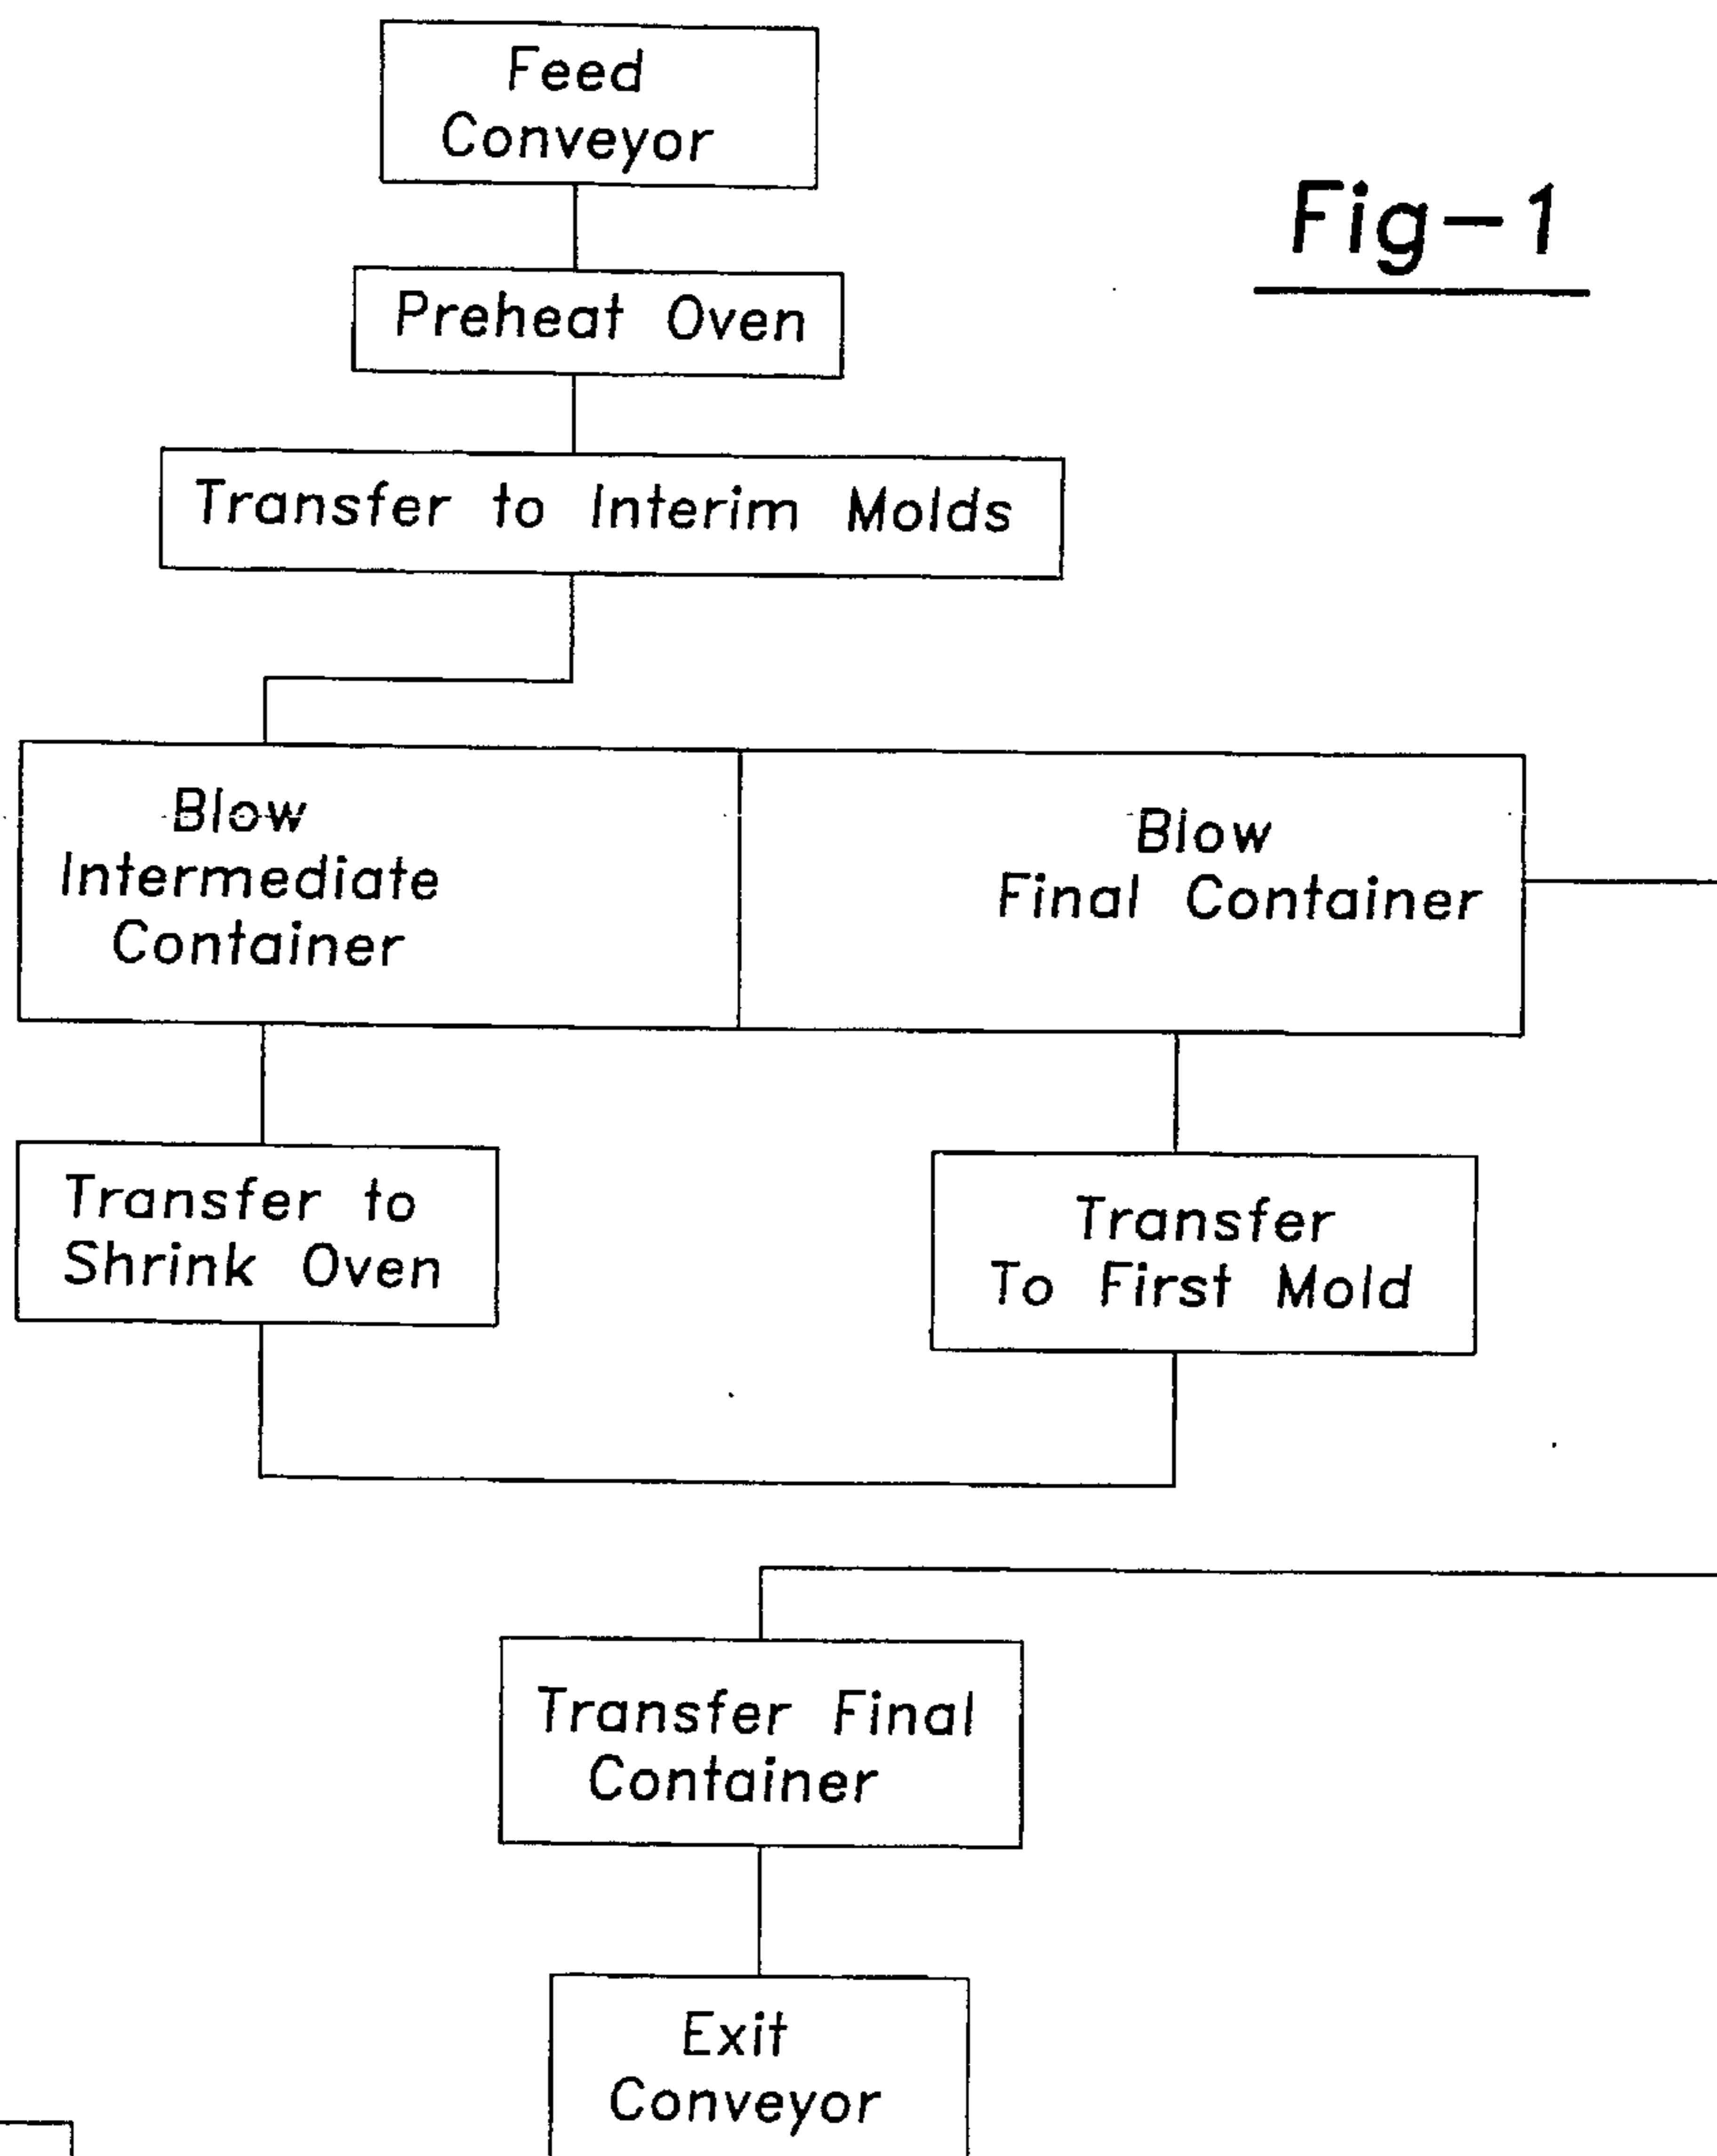 Feed
Conveyor
Fig-1
Preheat Oven
Transfer to Interim Molds
Blow
Intermediate
Container
Blow
Final Container
Transfer to
Shrink Oven
Transfer
To First Mold
Transfer Final
Container
Exit
Conveyor